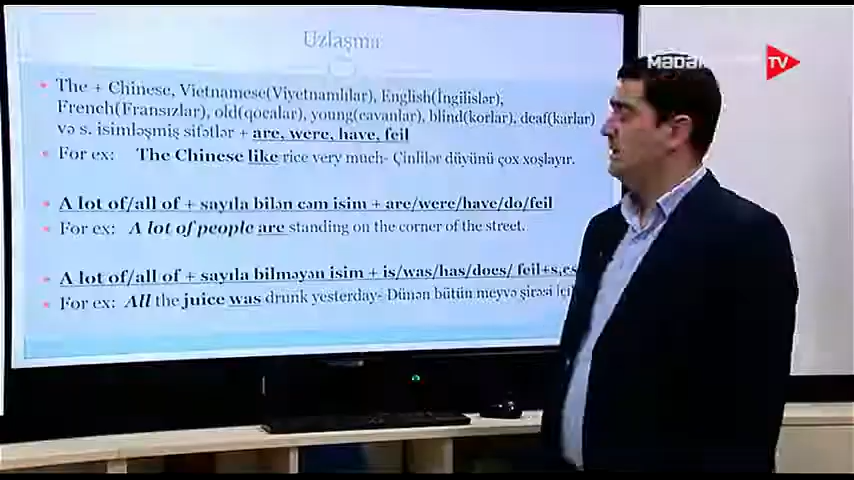 Uzlaşma
The + Chinese, Vietnamese(Vyetnamlılar), English(İngilislər),
French(Fransızlar), old(qocalar), young(cavanlar), blind(korlar), deaf(karlar)
və s. isimləşmiş sifətlər + are, were, have, feil
For ex: The Chinese like rice very much- Çinlilər düyünü çox xoşlayır.
A lot of/all of + sayıla bilən cəm isim + are/were/have/do/feil
For ex: A lot of people are standing on the corner of the street.
A lot of/all of + sayıla bilməyən isim + is/was/has/does/ feil+s,es
For ex: All the juice was drunk yesterday- Dünən bütün meyvə şirəsi
TV